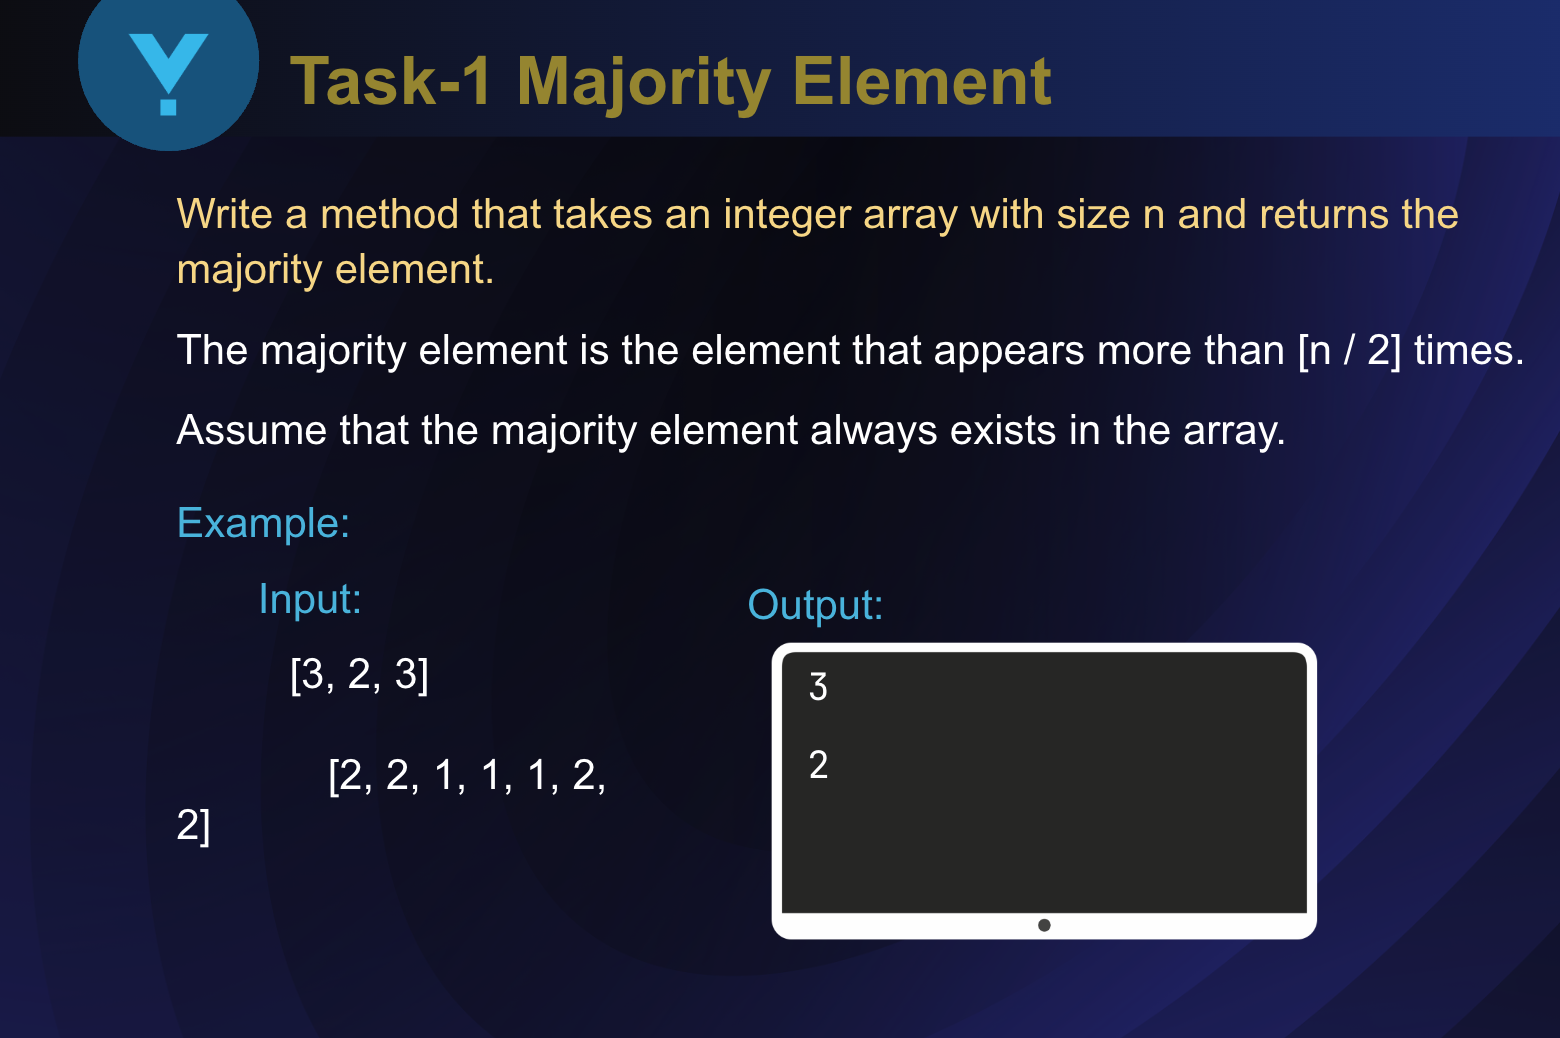 Task-1 Majority Element
Write a method that takes an integer array with size n and returns the
majority element.
The majority element is the element that appears more than [n / 2] times.
Assume that the majority element always exists in the array.
Example:
Input:
[3, 2, 3]
[2, 2, 1, 1, 1, 2,
2]
Output:
3
2